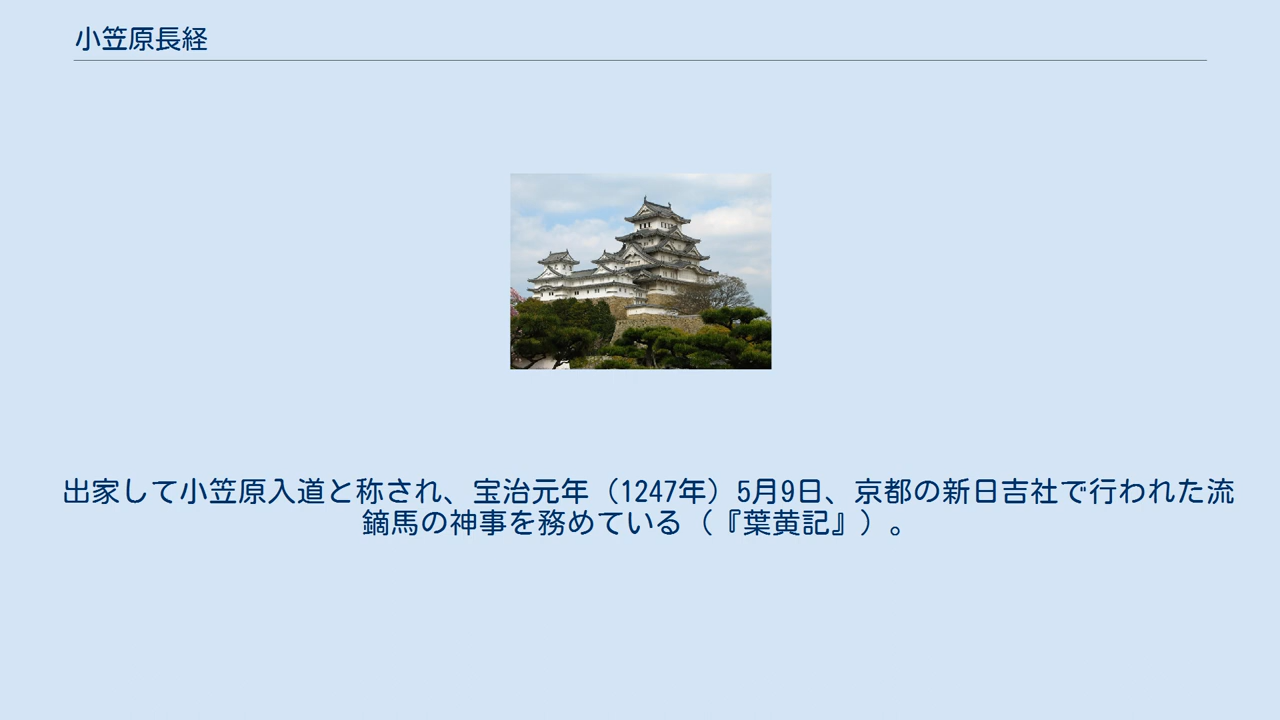 小笠原長経
出家して小笠原入道と称され、宝治元年（1247年）5月9日、京都の新日吉社で行われた流
鏑馬の神事を務めている（『葉黄記』）。